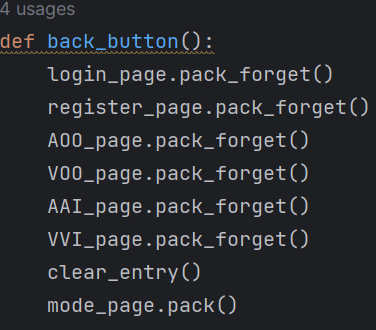 4 usages
def back_button():
    login_page.pack_forget()
    register_page.pack_forget()
    AOO_page.pack_forget()
    VOO_page.pack_forget()
    AAI_page.pack_forget()
    VVI_page.pack_forget()
    clear_entry()
    mode_page.pack()